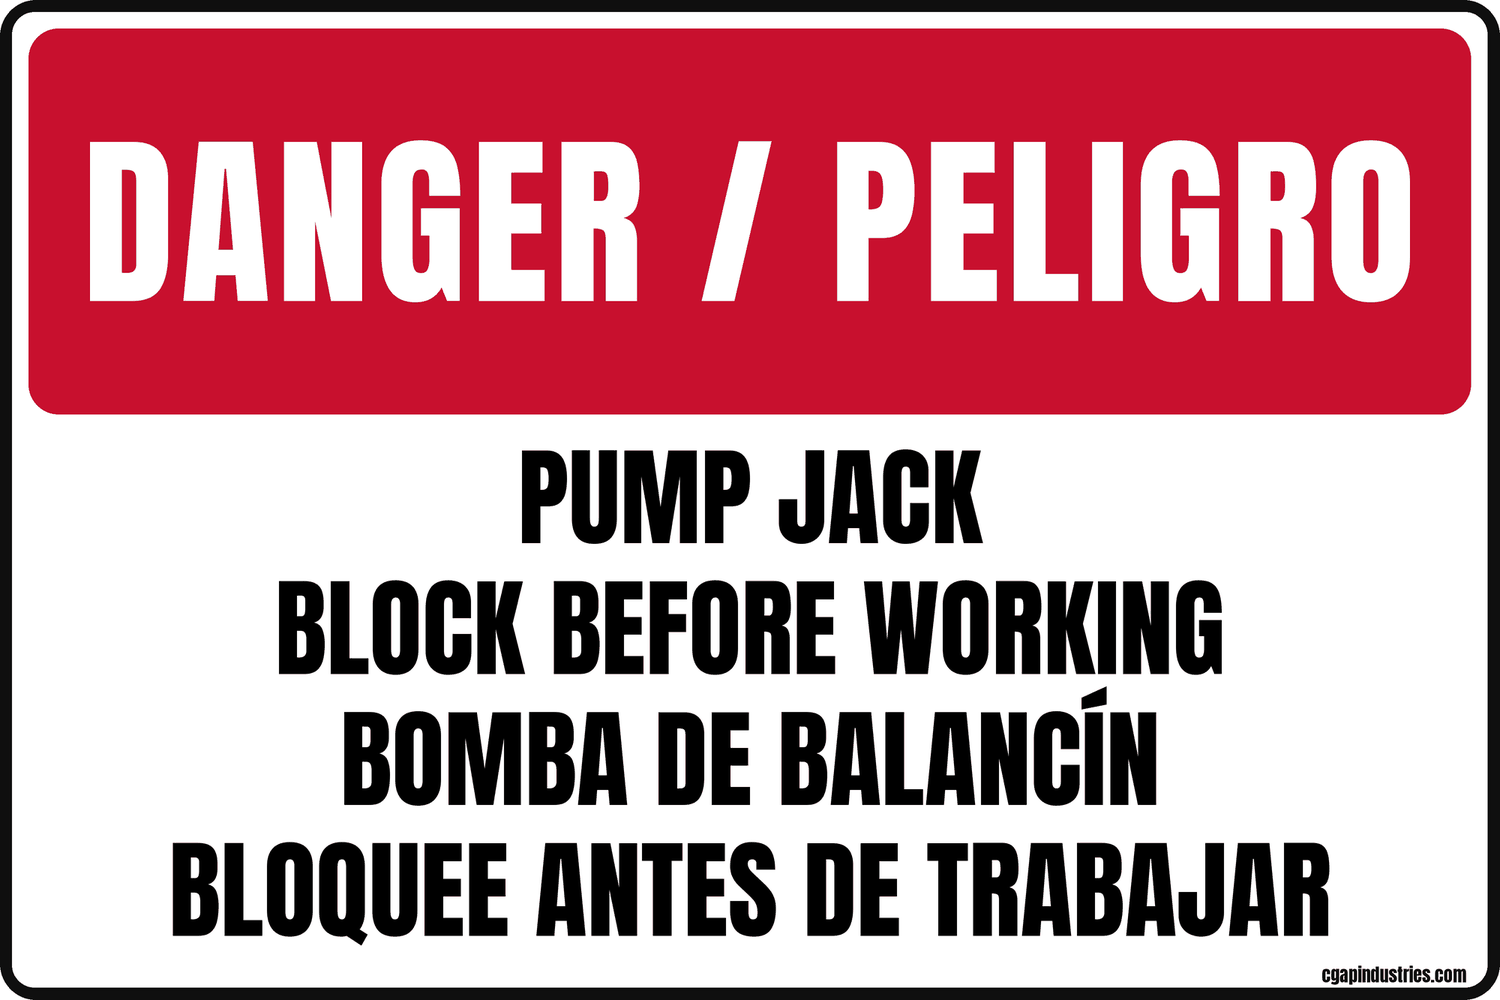 DANGER / PELIGRO
PUMP JACK
BLOCK BEFORE WORKING
BOMBA DE BALANCÍN
BLOQUEE ANTES DE TRABAJAR
cgapindustries.com